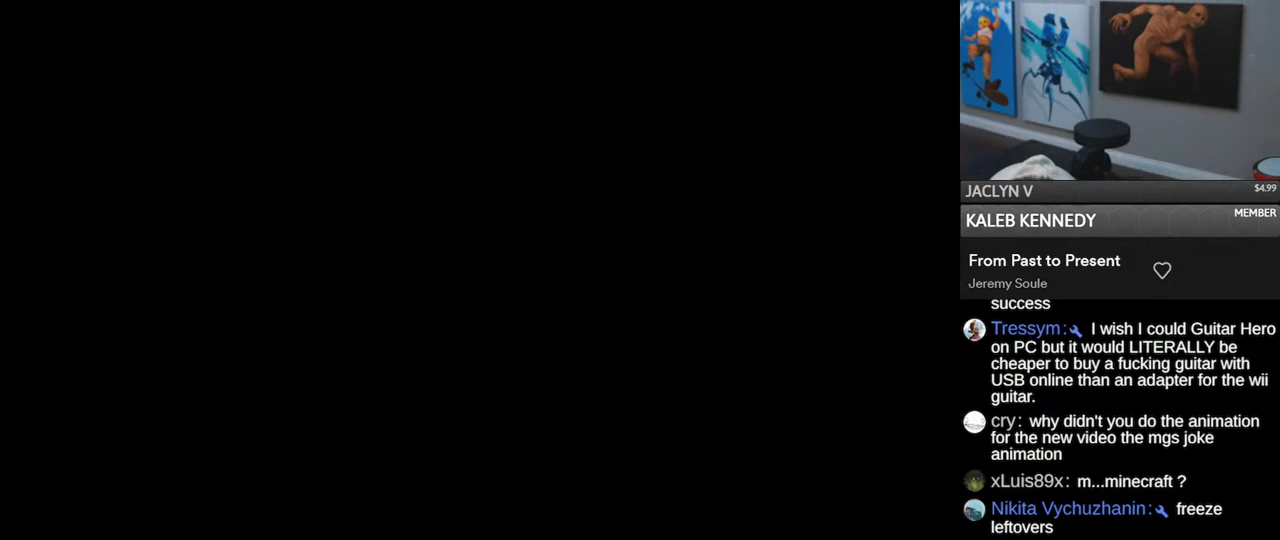 JACLYN V
$4.99
KALEB KENNEDY
MEMBER
From Past to Present
Jeremy Soule
success
Tressym: I wish I could Guitar Hero
on PC but it would LITERALLY be
cheaper to buy a fucking guitar with
USB online than an adapter for the wii
guitar.
cry: why didn't you do the animation
for the new video the mgs joke
animation
xLuis89x: m...minecraft ?
Nikita Vychuzhanin: freeze
leftovers